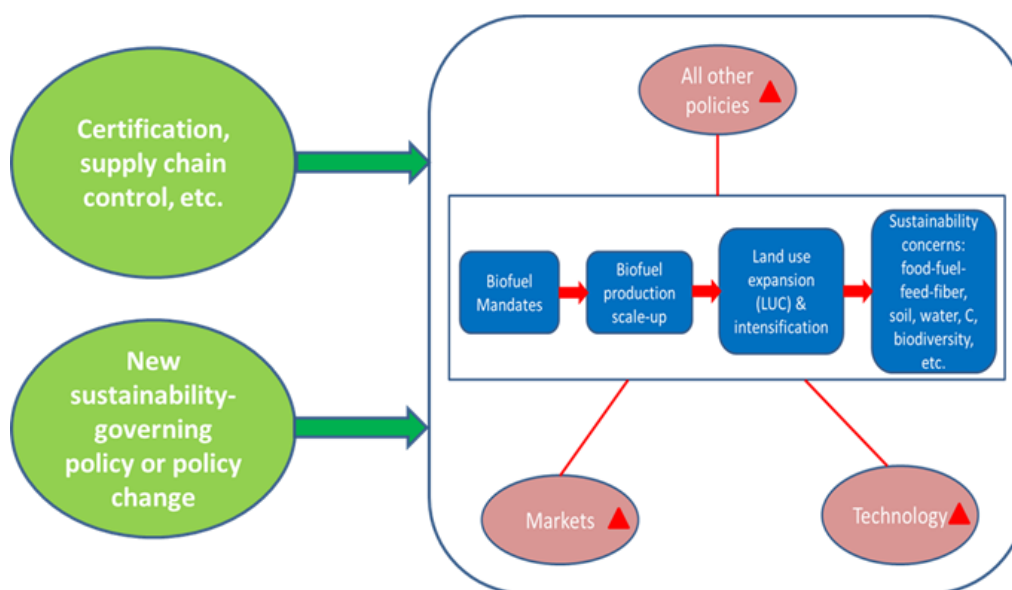 Certification,
supply chain
control, etc.
New
sustainability-
governing
policy or policy
change
All other
policies
Biofuel
Mandates
Biofuel
production
scale-up
Land use
expansion
(LUC) &
intensification
Sustainability
concerns:
food-fuel-
feed-fiber,
soil, water, C,
biodiversity,
etc.
Markets
Technology